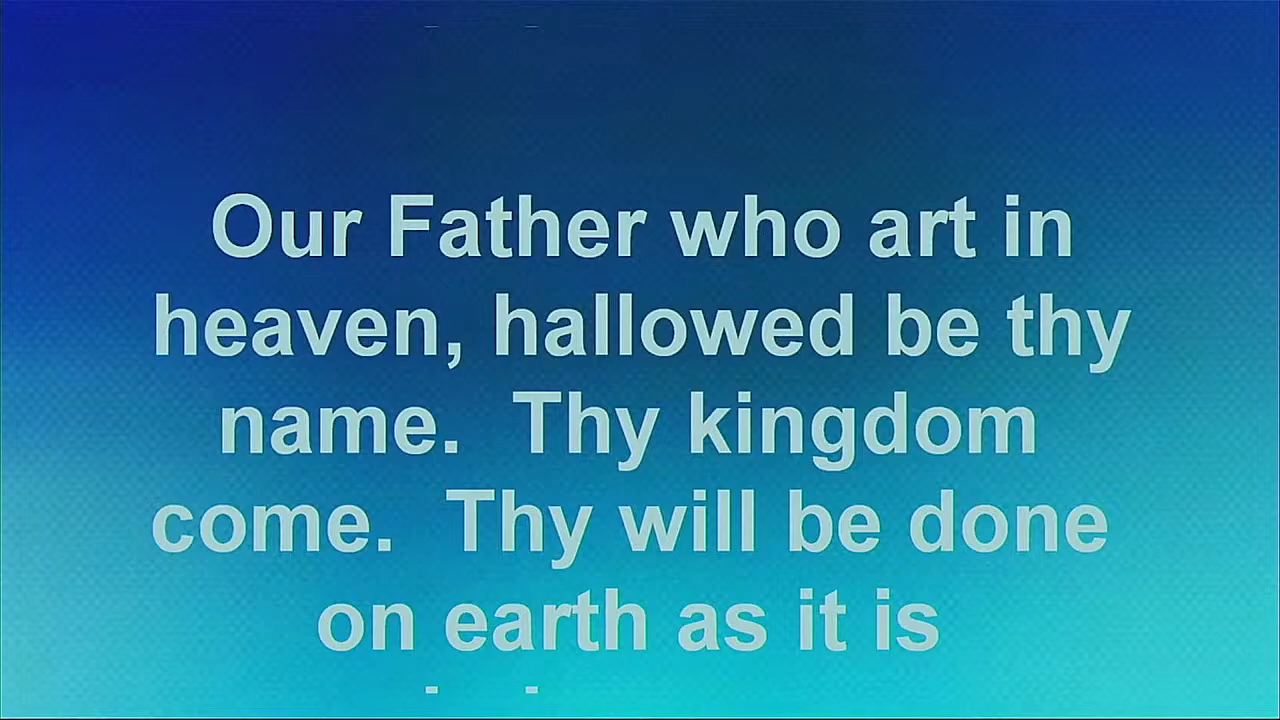 Our Father who art in
heaven, hallowed be thy
name.  Thy kingdom
come.  Thy will be done
on earth as it is